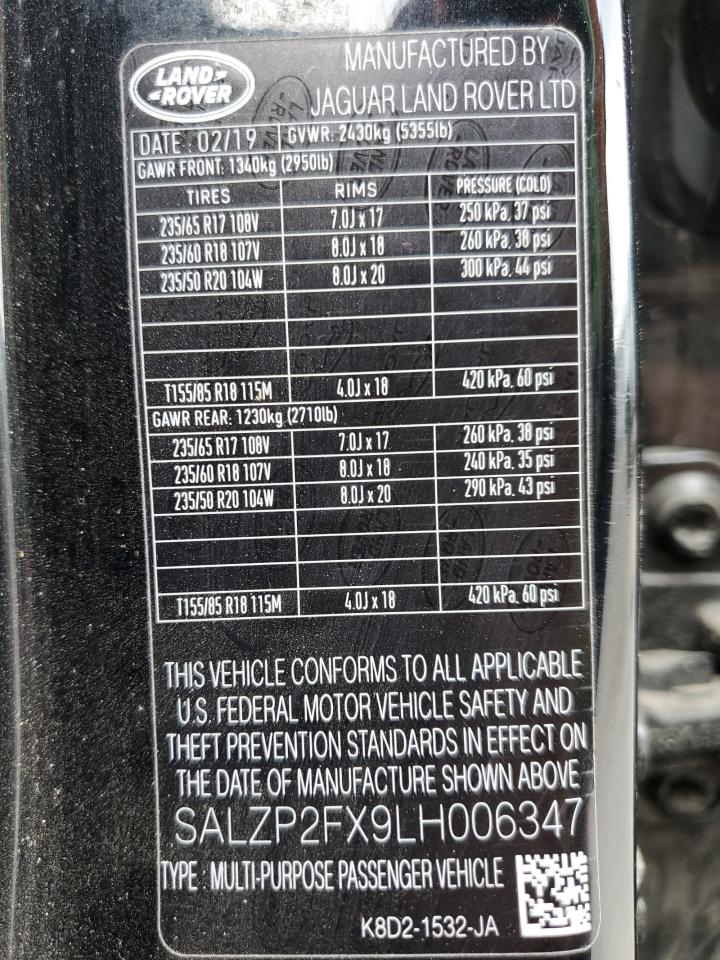 LAND ROVER
MANUFACTURED BY
JAGUAR LAND ROVER LTD
DATE : 02/19 GVWR: 2430kg (5355lb)
GAWR FRONT: 1340kg (2950lb)
TIRES RIMS PRESSURE (COLD)
235/65 R17 108V 7.0J x 17 250 kPa, 37 psi
235/60 R18 107V 8.0J x 18 260 kPa, 38 psi
235/50 R20 104W 8.0J x 20 300 kPa, 44 psi
T155/85 R18 115M 4.0J x 18 420 kPa, 60 psi
GAWR REAR: 1230kg (2710lb)
235/65 R17 108V 7.0J x 17 260 kPa, 38 psi
235/60 R18 107V 8.0J x 18 240 kPa, 35 psi
235/50 R20 104W 8.0J x 20 290 kPa, 43 psi
T155/85 R18 115M 4.0J x 18 420 kPa, 60 psi
THIS VEHICLE CONFORMS TO ALL APPLICABLE
U.S. FEDERAL MOTOR VEHICLE SAFETY AND
THEFT PREVENTION STANDARDS IN EFFECT ON
THE DATE OF MANUFACTURE SHOWN ABOVE
SALZP2FX9LH006347
TYPE : MULTI-PURPOSE PASSENGER VEHICLE
K8D2-1532-JA